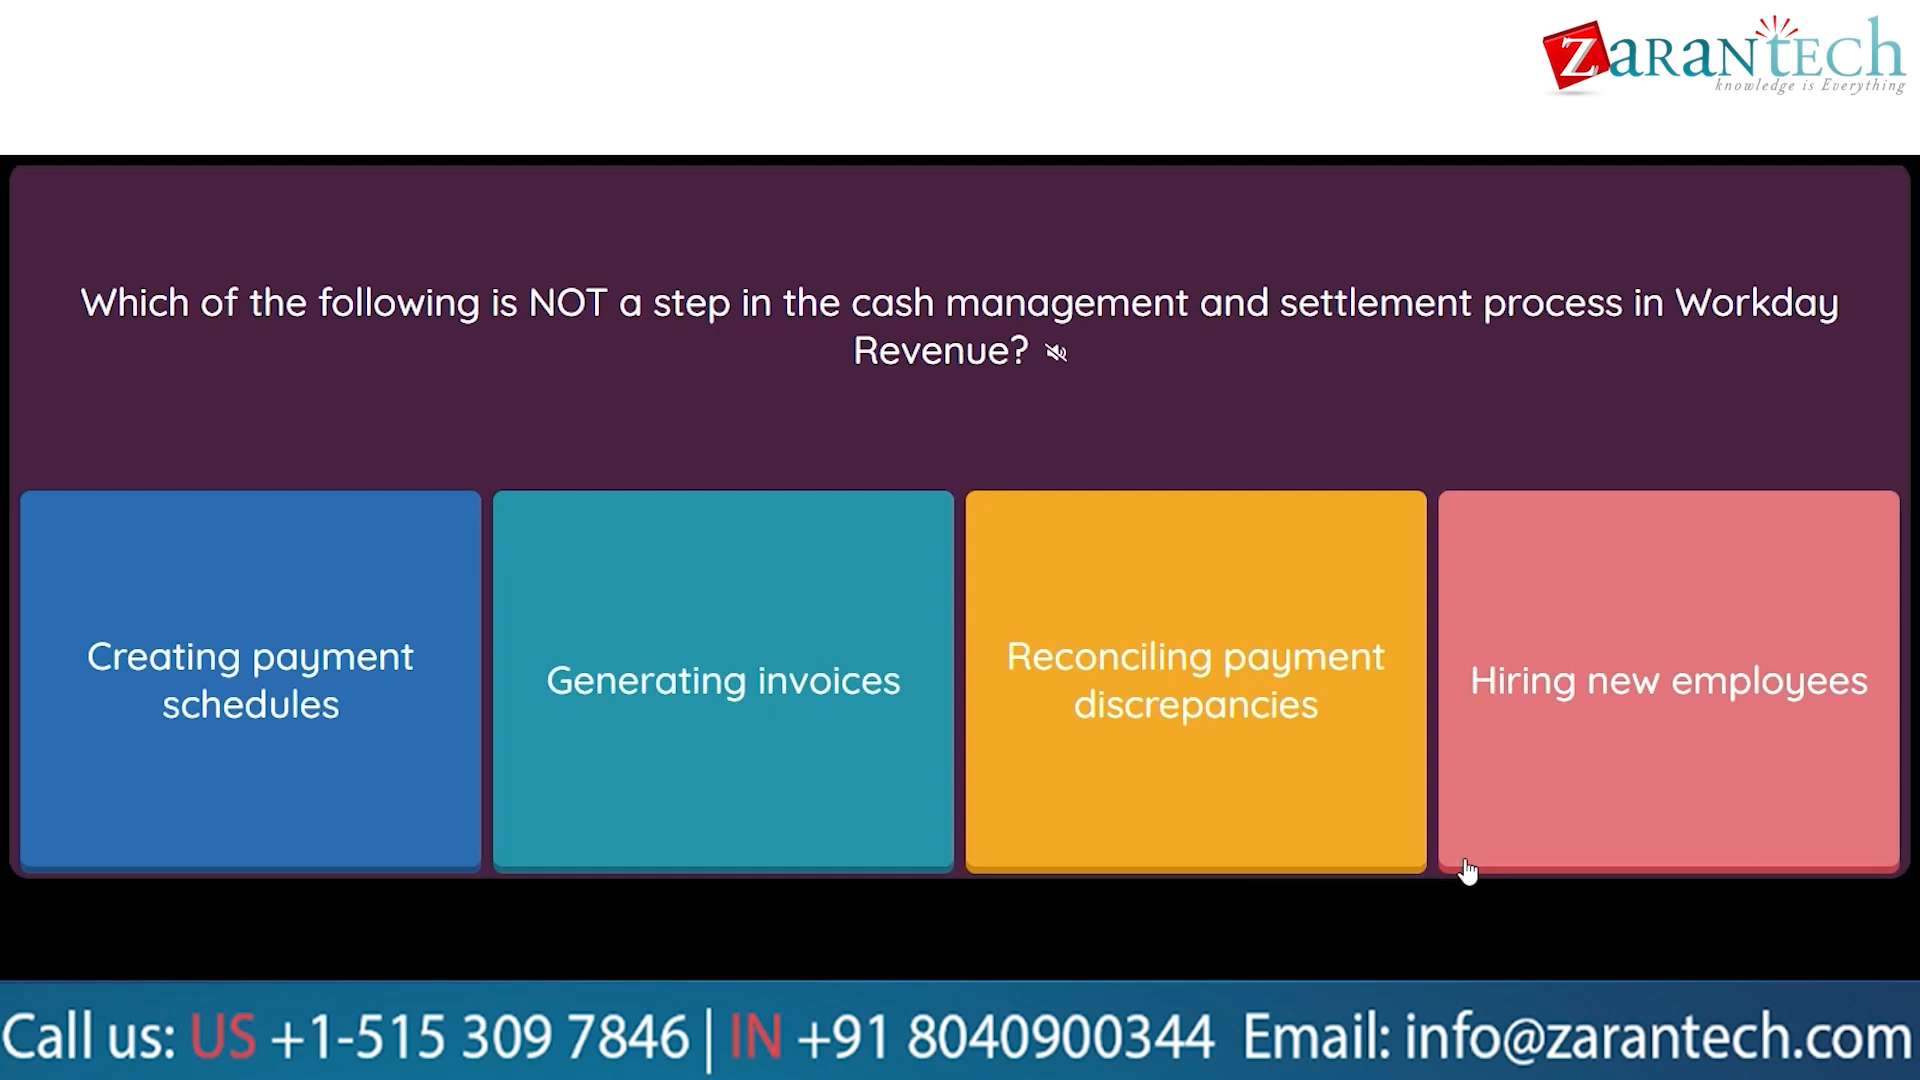 ZARANTECH
knowledge is Everything
Which of the following is NOT a step in the cash management and settlement process in Workday
Revenue?
Creating payment
schedules
Generating invoices
Reconciling payment
discrepancies
Hiring new employees
Call us: US +1-515 309 7846 | IN +91 8040900344 Email: info@zarantech.com